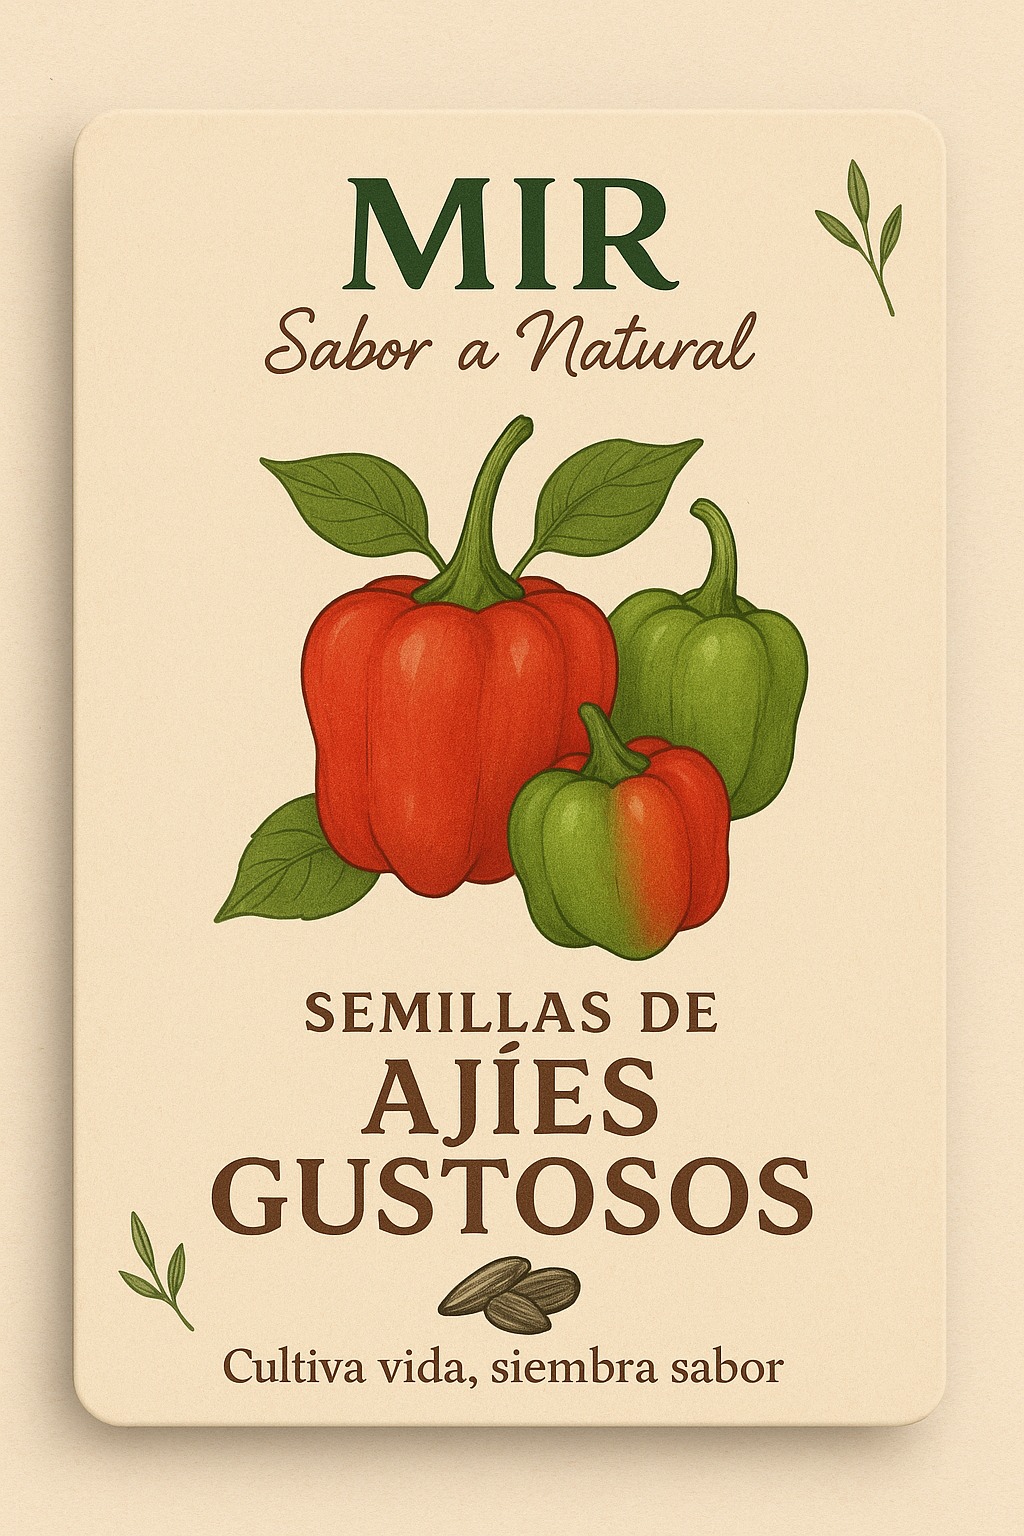 MIR
Sabor a Natural
SEMILLAS DE
AJÍES
GUSTOSOS
Cultiva vida, siembra sabor